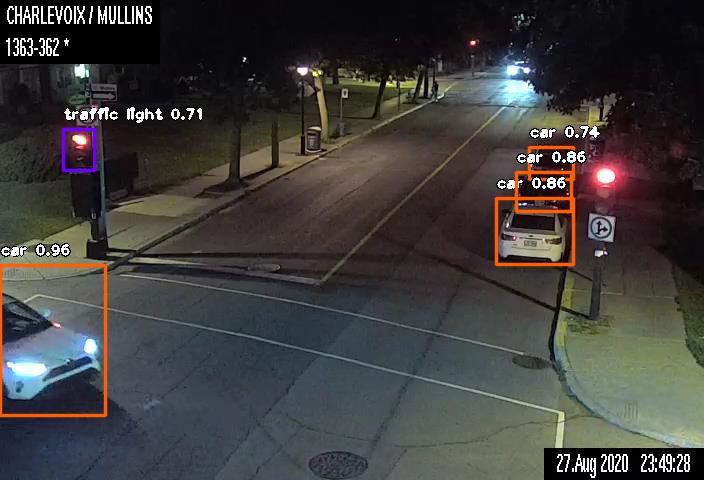 CHARLEVOIX / MULLINS
1363-362 *
traffic light 0.71
car 0.74
car 0.86
car 0.86
car 0.96
27.Aug 2020 23:49:28